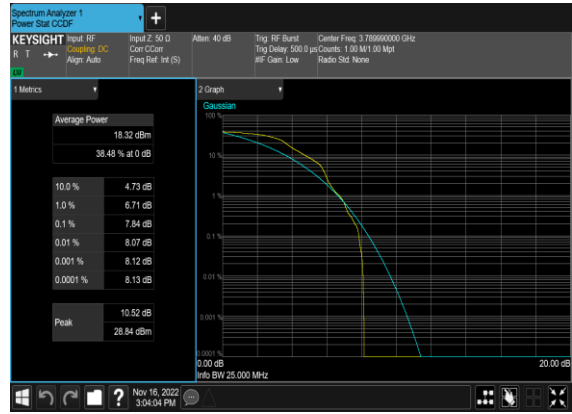 Spectrum Analyzer 1
Power Stat CCDF
+
KEYSIGHT
R T
Input: RF
Coupling: DC
Align: Auto
Input Z: 50 Ω
Corr CCorr
Freq Ref: Int (S)
Atten: 40 dB
Trig: RF Burst
Trig Delay: 500.0 µs
#IF Gain: Low
Center Freq: 3.789990000 GHz
Counts: 1.00 M/1.00 Mpt
Radio Std: None
1 Metrics
Average Power
18.32 dBm
38.48 % at 0 dB
10.0 % 4.73 dB
1.0 % 6.71 dB
0.1 % 7.84 dB
0.01 % 8.07 dB
0.001 % 8.12 dB
0.0001 % 8.13 dB
Peak
10.52 dB
28.84 dBm
2 Graph
Gaussian
100 %
10 %
1 %
0.1 %
0.01 %
0.001 %
0.0001 %
0.00 dB
20.00 dB
Info BW 25.000 MHz
?
Nov 16, 2022
3:04:04 PM